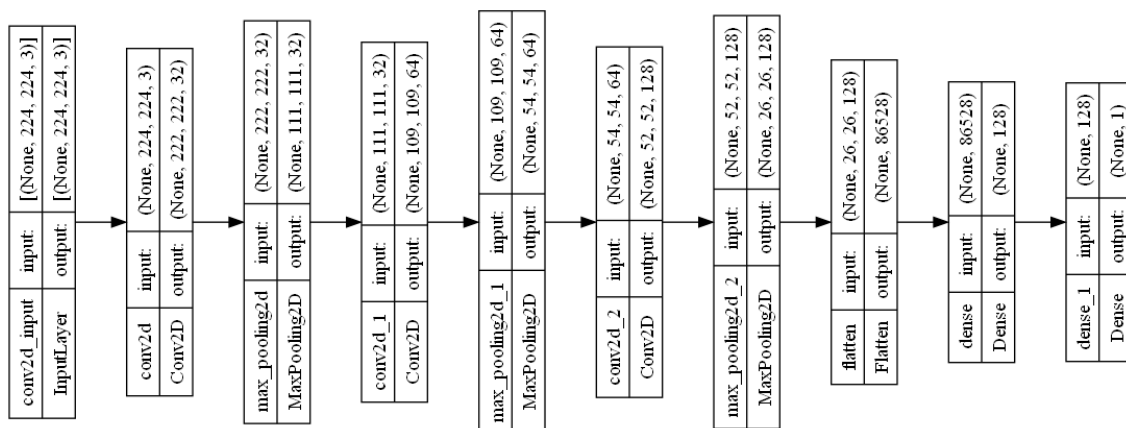 conv2d_input input: [(None, 224, 224, 3)]
InputLayer output: [(None, 224, 224, 3)]
conv2d input: (None, 224, 224, 3)
Conv2D output: (None, 222, 222, 32)
max_pooling2d input: (None, 222, 222, 32)
MaxPooling2D output: (None, 111, 111, 32)
conv2d_1 input: (None, 111, 111, 32)
Conv2D output: (None, 109, 109, 64)
max_pooling2d_1 input: (None, 109, 109, 64)
MaxPooling2D output: (None, 54, 54, 64)
conv2d_2 input: (None, 54, 54, 64)
Conv2D output: (None, 52, 52, 128)
max_pooling2d_2 input: (None, 52, 52, 128)
MaxPooling2D output: (None, 26, 26, 128)
flatten input: (None, 26, 26, 128)
Flatten output: (None, 86528)
dense input: (None, 86528)
Dense output: (None, 128)
dense_1 input: (None, 128)
Dense output: (None, 1)